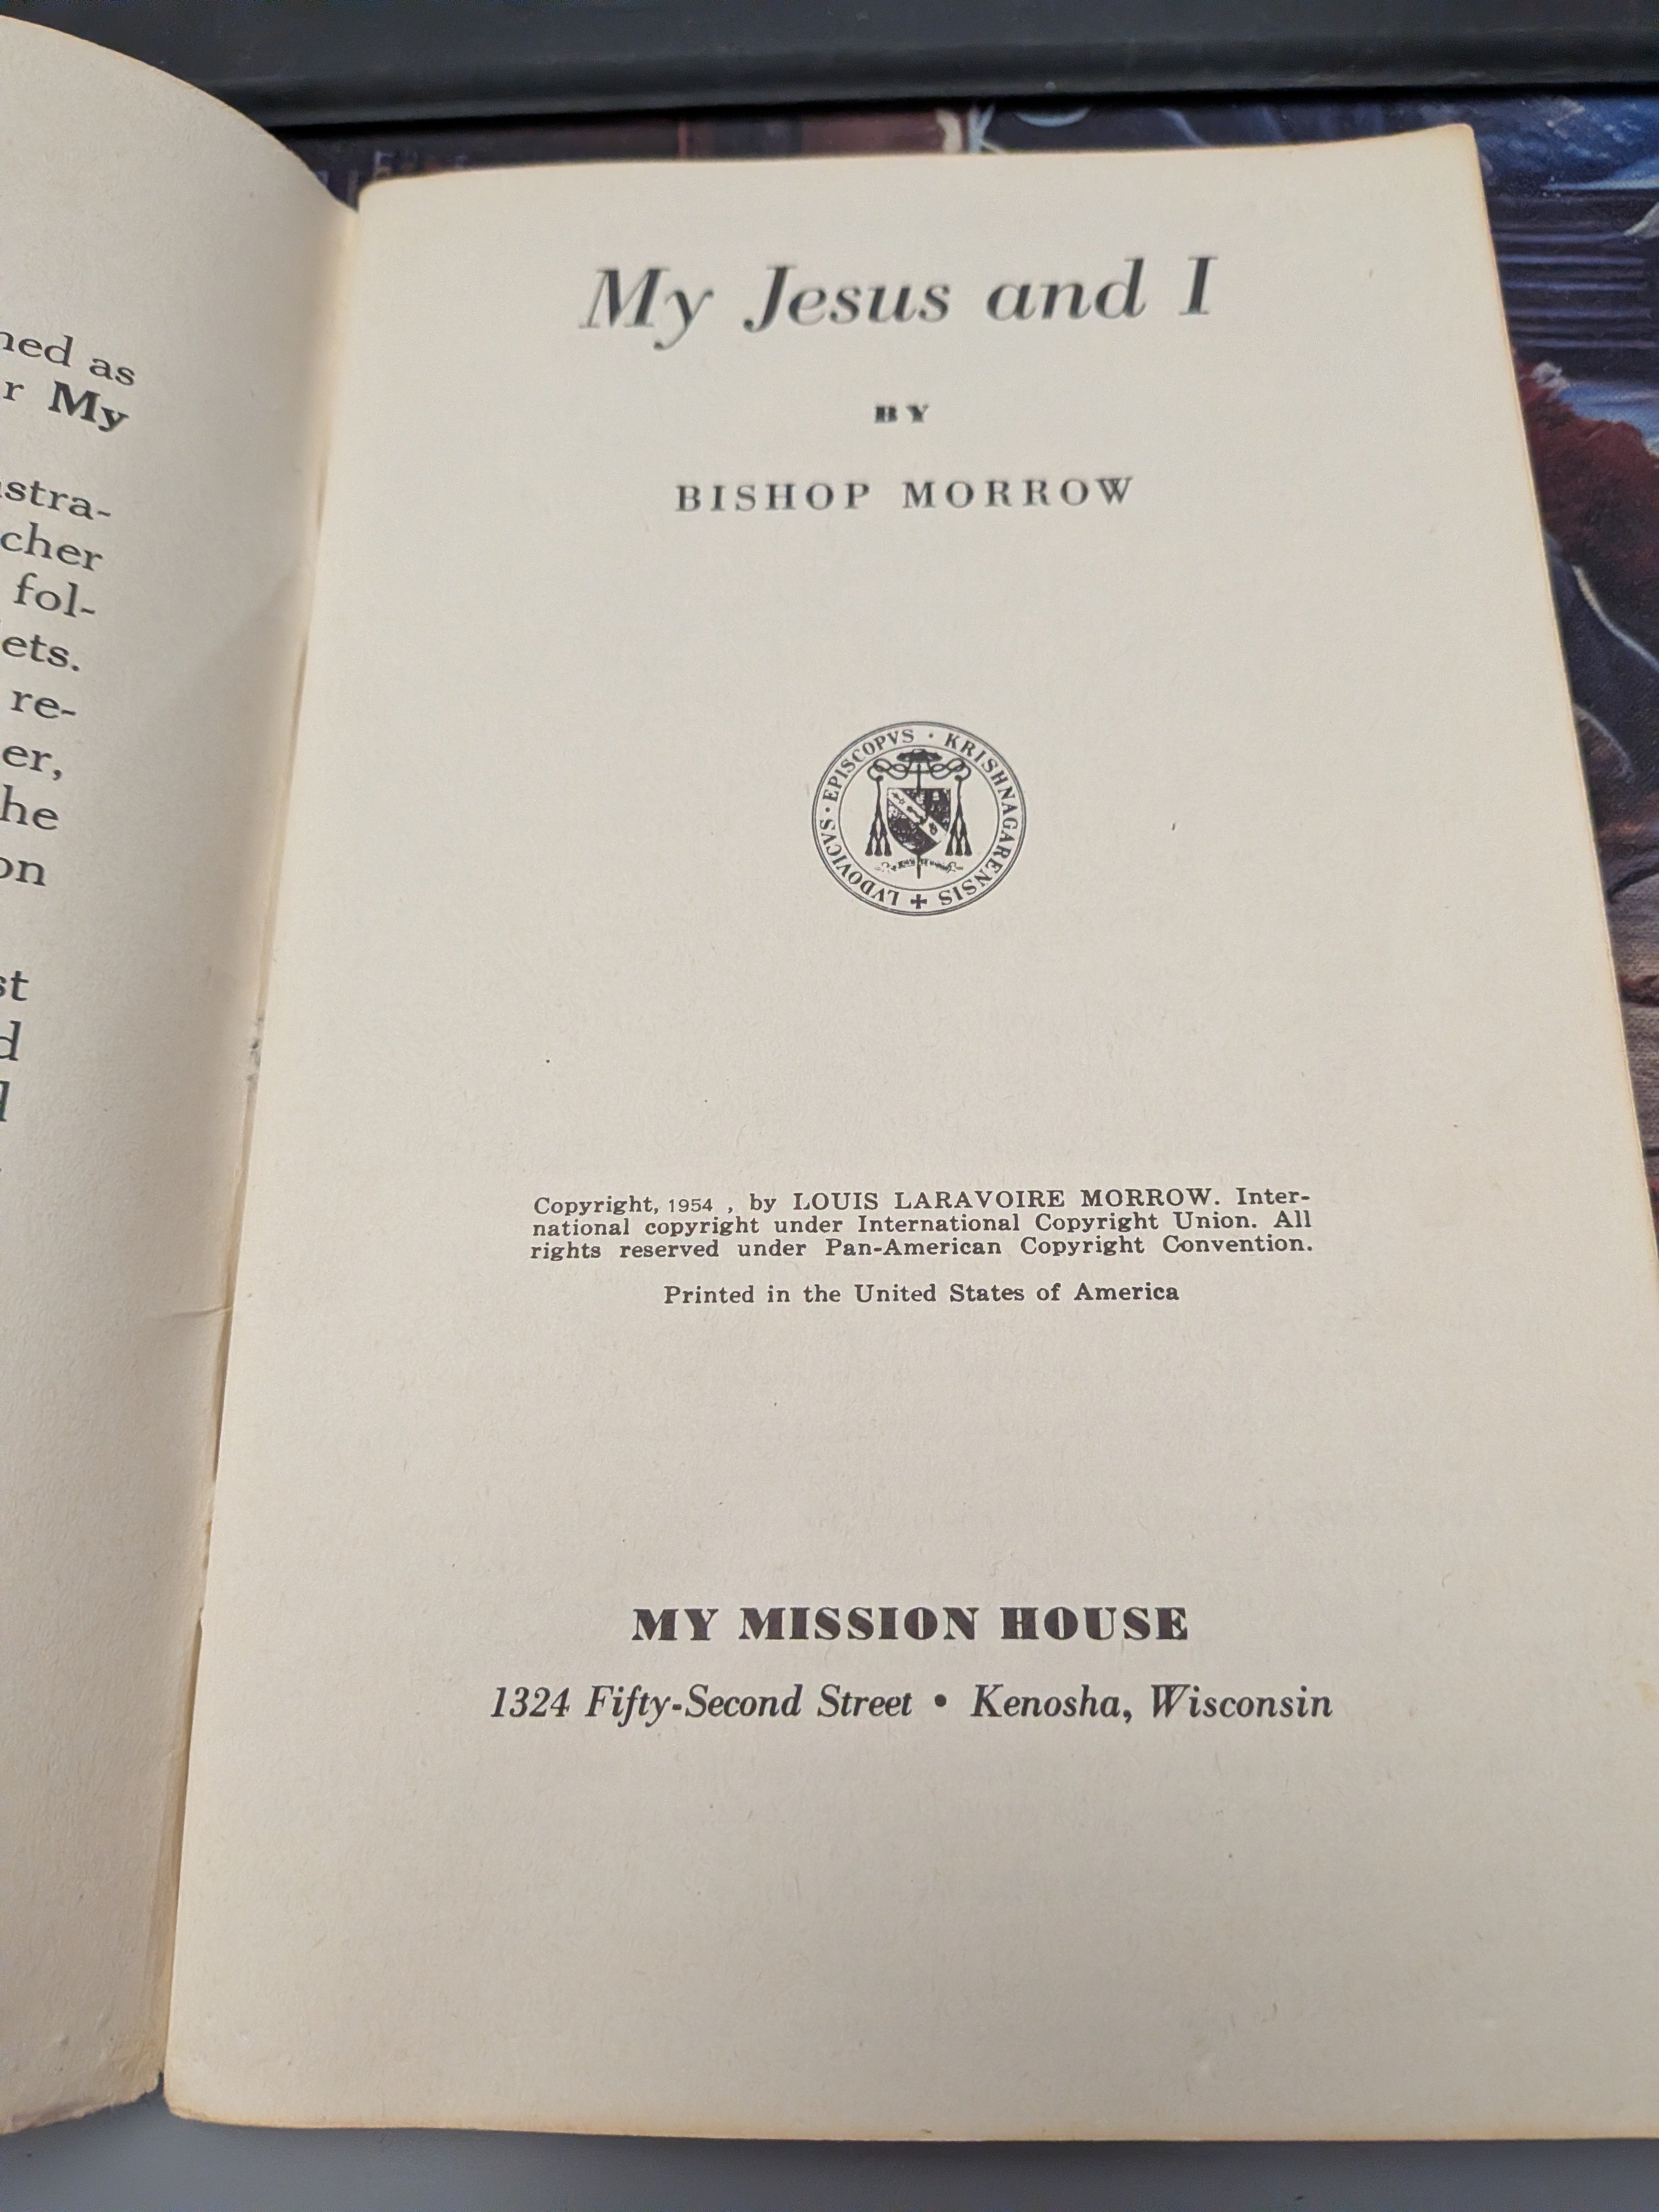 ned as
r My
stra-
cher
fol-
ets.
re-
er,
he
on
st
d
My Jesus and I
BY
BISHOP MORROW
LVDOVICVS · EPISCOPVS · KRISHNAGARENSIS +
Copyright, 1954 , by LOUIS LARAVOIRE MORROW. Inter-
national copyright under International Copyright Union. All
rights reserved under Pan-American Copyright Convention.
Printed in the United States of America
MY MISSION HOUSE
1324 Fifty-Second Street • Kenosha, Wisconsin